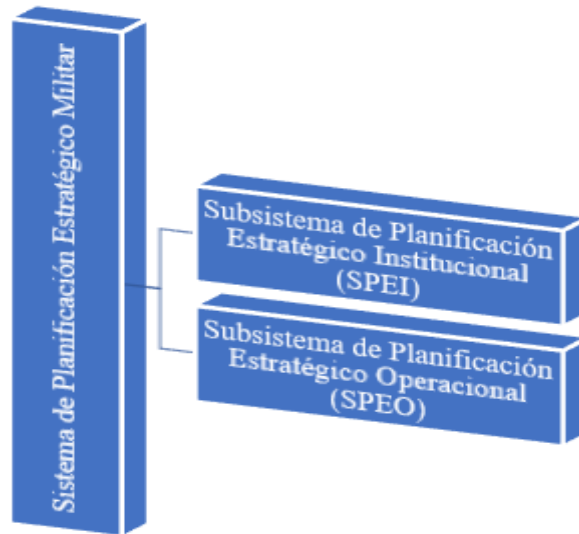 Sistema de Planificación Estratégico Militar
Subsistema de Planificación
Estratégico Institucional
(SPEI)
Subsistema de Planificación
Estratégico Operacional
(SPEO)